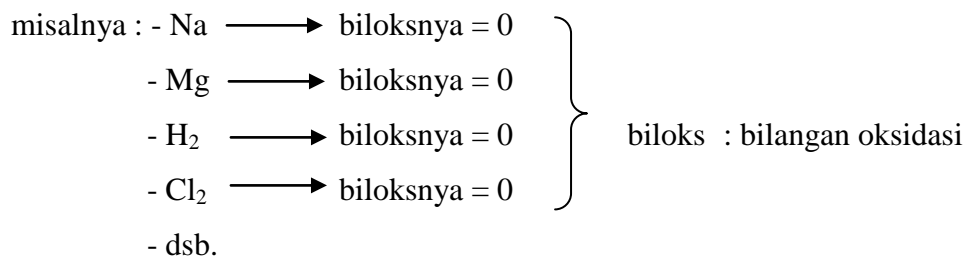 misalnya : - Na ⟶ biloksnya = 0
- Mg ⟶ biloksnya = 0
- H₂ ⟶ biloksnya = 0
biloks : bilangan oksidasi
- Cl₂ ⟶ biloksnya = 0
- dsb.